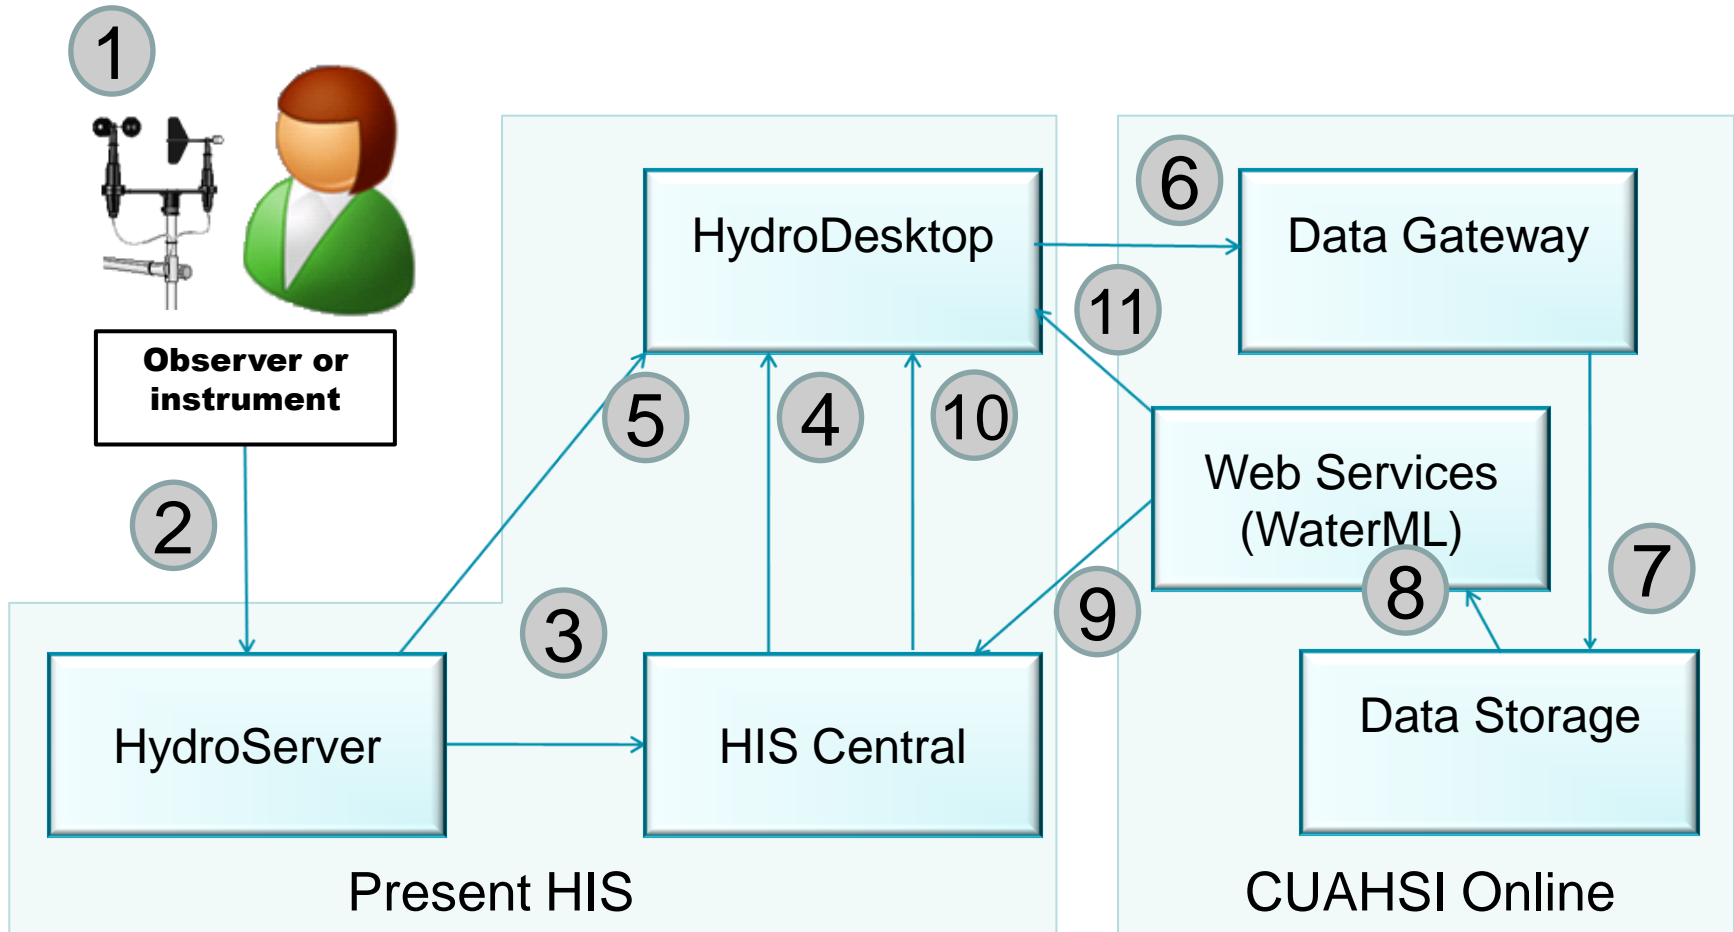 1
Observer or
instrument
2
HydroServer
3
HIS Central
4
5
10
HydroDesktop
6
11
Data Gateway
Web Services
(WaterML)
7
8
9
Data Storage
Present HIS
CUAHSI Online